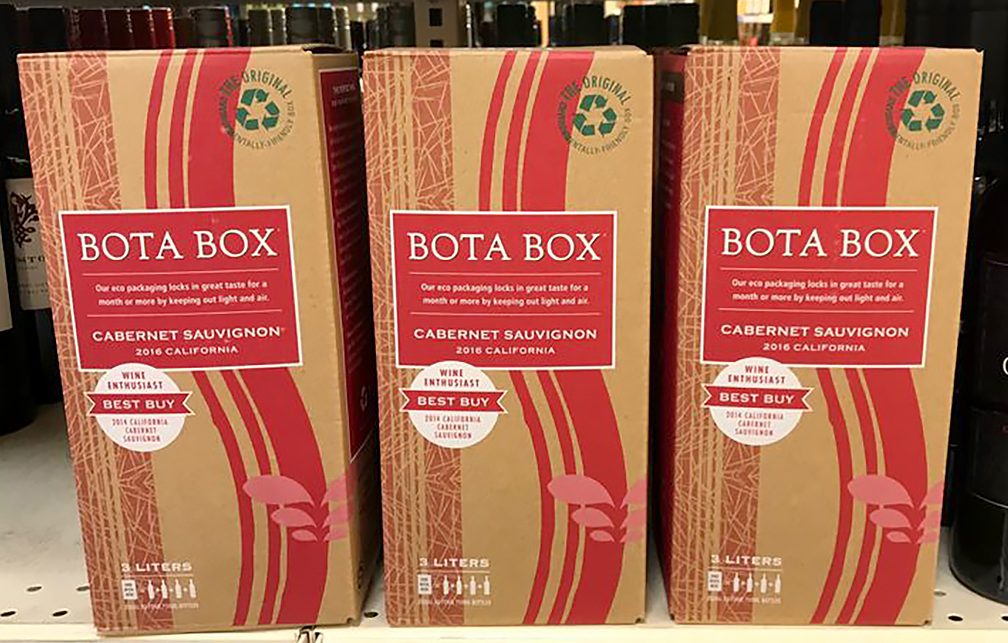 THE ORIGINAL
BOTA BOX
Our eco packaging locks in great taste for a
month or more by keeping out light and air.
CABERNET SAUVIGNON
2016 CALIFORNIA
WINE
ENTHUSIAST
BEST BUY
2014 CALIFORNIA
CABERNET
SAUVIGNON
3 LITERS
THE ORIGINAL
BOTA BOX
Our eco packaging locks in great taste for a
month or more by keeping out light and air.
CABERNET SAUVIGNON
2016 CALIFORNIA
WINE
ENTHUSIAST
BEST BUY
2014 CALIFORNIA
CABERNET
SAUVIGNON
3 LITERS
THE ORIGINAL
BOTA BOX
Our eco packaging locks in great taste for a
month or more by keeping out light and air.
CABERNET SAUVIGNON
2016 CALIFORNIA
WINE
ENTHUSIAST
BEST BUY
2014 CALIFORNIA
CABERNET
SAUVIGNON
3 LITERS